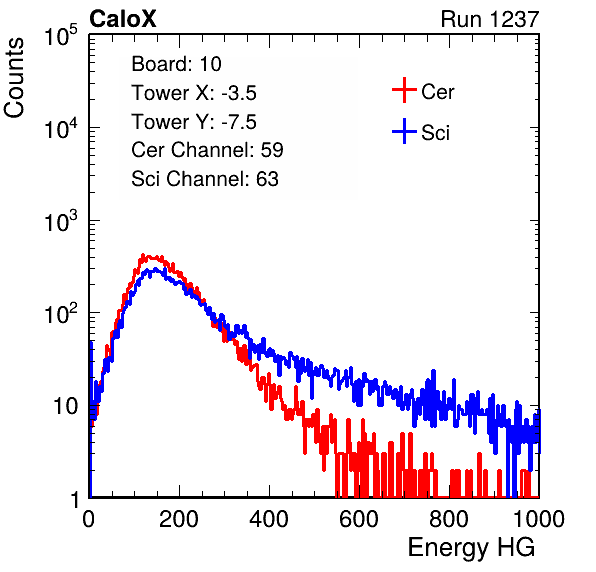 CaloX Run 1237
Counts
10^5
10^4
10^3
10^2
10
1
Board: 10
Tower X: -3.5
Tower Y: -7.5
Cer Channel: 59
Sci Channel: 63
Cer
Sci
0 200 400 600 800 1000
Energy HG